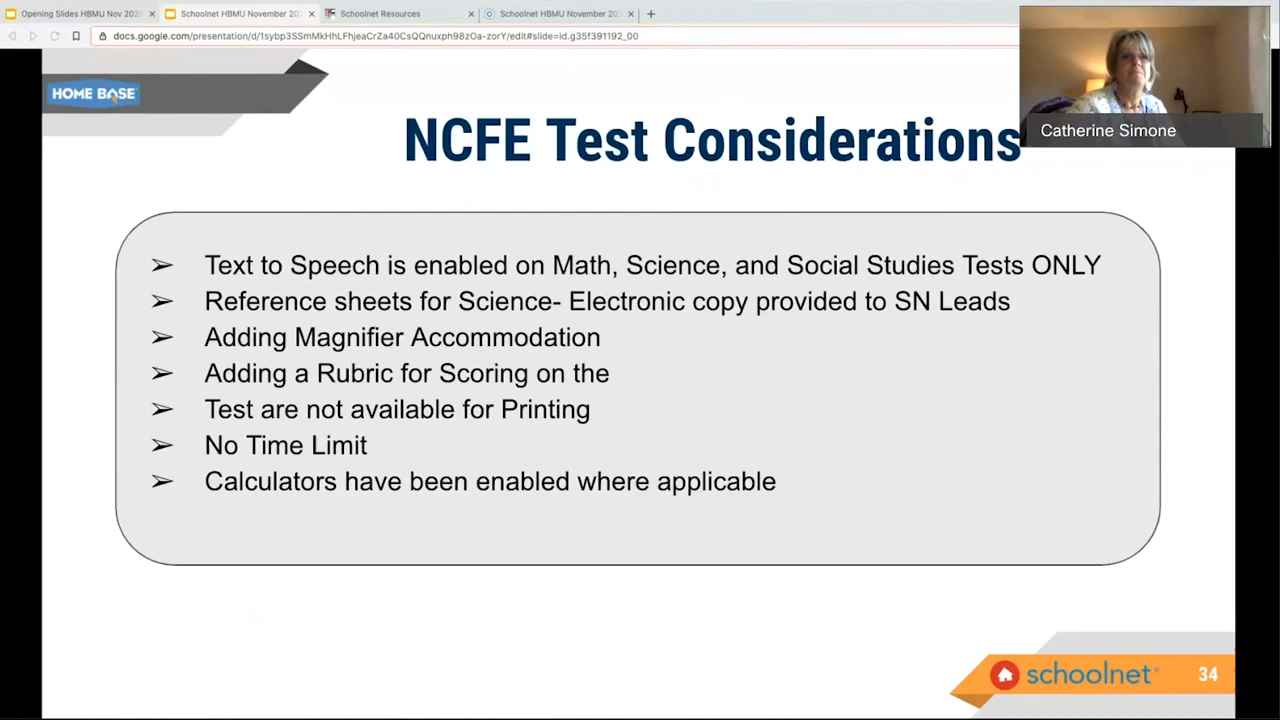 Opening Slides HBMU Nov 202
Schoolnet HBMU November 202
Schoolnet Resources
Schoolnet HBMU November 202
docs.google.com/presentation/d/1sybp3SSmMkHhLFhjeaCrZa40CsQQnuxph98zOa-zorY/edit#slide=id.g35f391192_00
HOME BASE
Catherine Simone
NCFE Test Considerations
➢ Text to Speech is enabled on Math, Science, and Social Studies Tests ONLY
➢ Reference sheets for Science- Electronic copy provided to SN Leads
➢ Adding Magnifier Accommodation
➢ Adding a Rubric for Scoring on the
➢ Test are not available for Printing
➢ No Time Limit
➢ Calculators have been enabled where applicable
schoolnet
34